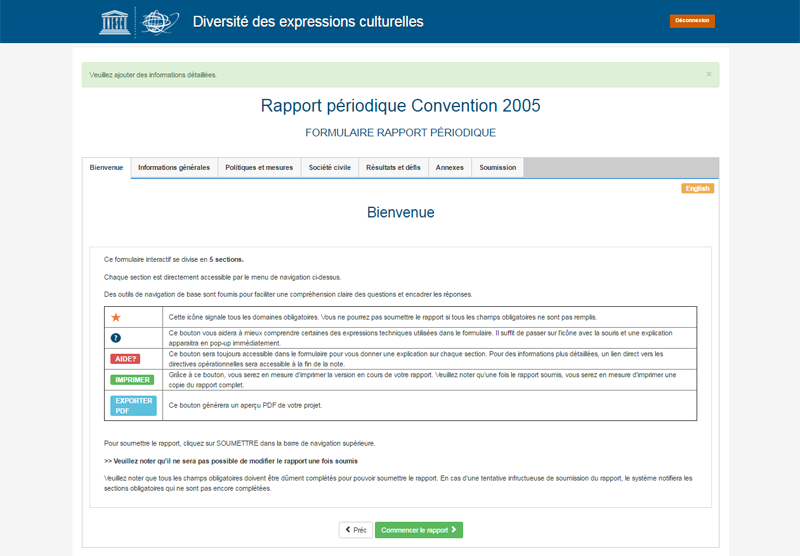 Diversité des expressions culturelles
Déconnexion
Veuillez ajouter des informations détaillées.
×
Rapport périodique Convention 2005
FORMULAIRE RAPPORT PÉRIODIQUE
Bienvenue Informations générales Politiques et mesures Société civile Résultats et défis Annexes Soumission
English
Bienvenue
Ce formulaire interactif se divise en 5 sections.
Chaque section est directement accessible par le menu de navigation ci-dessus.
Des outils de navigation de base sont fournis pour faciliter une compréhension claire des questions et encadrer les réponses.
Cette icône signale tous les domaines obligatoires. Vous ne pourrez pas soumettre le rapport si tous les champs obligatoires ne sont pas remplis.
?
Ce bouton vous aidera à mieux comprendre certaines des expressions techniques utilisées dans le formulaire. Il suffit de passer sur l'icône avec la souris et une explication
apparaitra en pop-up immédiatement.
AIDE?
Ce bouton sera toujours accessible dans le formulaire pour vous donner une explication sur chaque section. Pour des informations plus détaillées, un lien direct vers les
directives opérationnelles sera accessible à la fin de la note.
IMPRIMER
Grâce à ce bouton, vous serez en mesure d'imprimer la version en cours de votre rapport. Veuillez noter qu'une fois le rapport soumis, vous serez en mesure d'imprimer une
copie du rapport complet.
EXPORTER
PDF
Ce bouton générera un aperçu PDF de votre projet.
Pour soumettre le rapport, cliquez sur SOUMETTRE dans la barre de navigation supérieure.
>> Veuillez noter qu'il ne sera pas possible de modifier le rapport une fois soumis
Veuillez noter que tous les champs obligatoires doivent être dûment complétés pour pouvoir soumettre le rapport. En cas d'une tentative infructueuse de soumission du rapport, le système notifiera les
sections obligatoires qui ne sont pas encore complétées.
Préc
Commencer le rapport